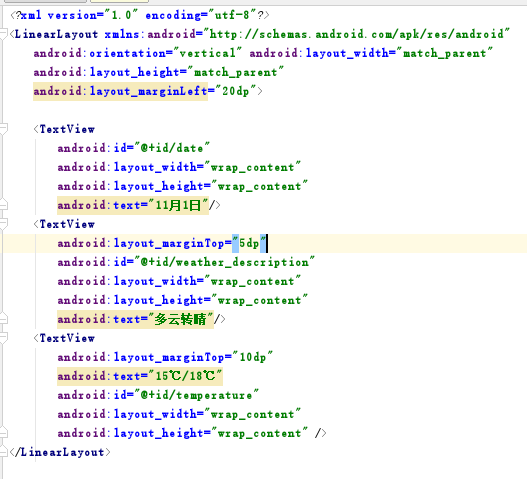 <?xml version="1.0" encoding="utf-8"?>
<LinearLayout xmlns:android="http://schemas.android.com/apk/res/android"
    android:orientation="vertical" android:layout_width="match_parent"
    android:layout_height="match_parent"
    android:layout_marginLeft="20dp">

    <TextView
        android:id="@+id/date"
        android:layout_width="wrap_content"
        android:layout_height="wrap_content"
        android:text="11月1日"/>
    <TextView
        android:layout_marginTop="5dp"
        android:id="@+id/weather_description"
        android:layout_width="wrap_content"
        android:layout_height="wrap_content"
        android:text="多云转晴"/>
    <TextView
        android:layout_marginTop="10dp"
        android:text="15℃/18℃"
        android:id="@+id/temperature"
        android:layout_width="wrap_content"
        android:layout_height="wrap_content" />
</LinearLayout>